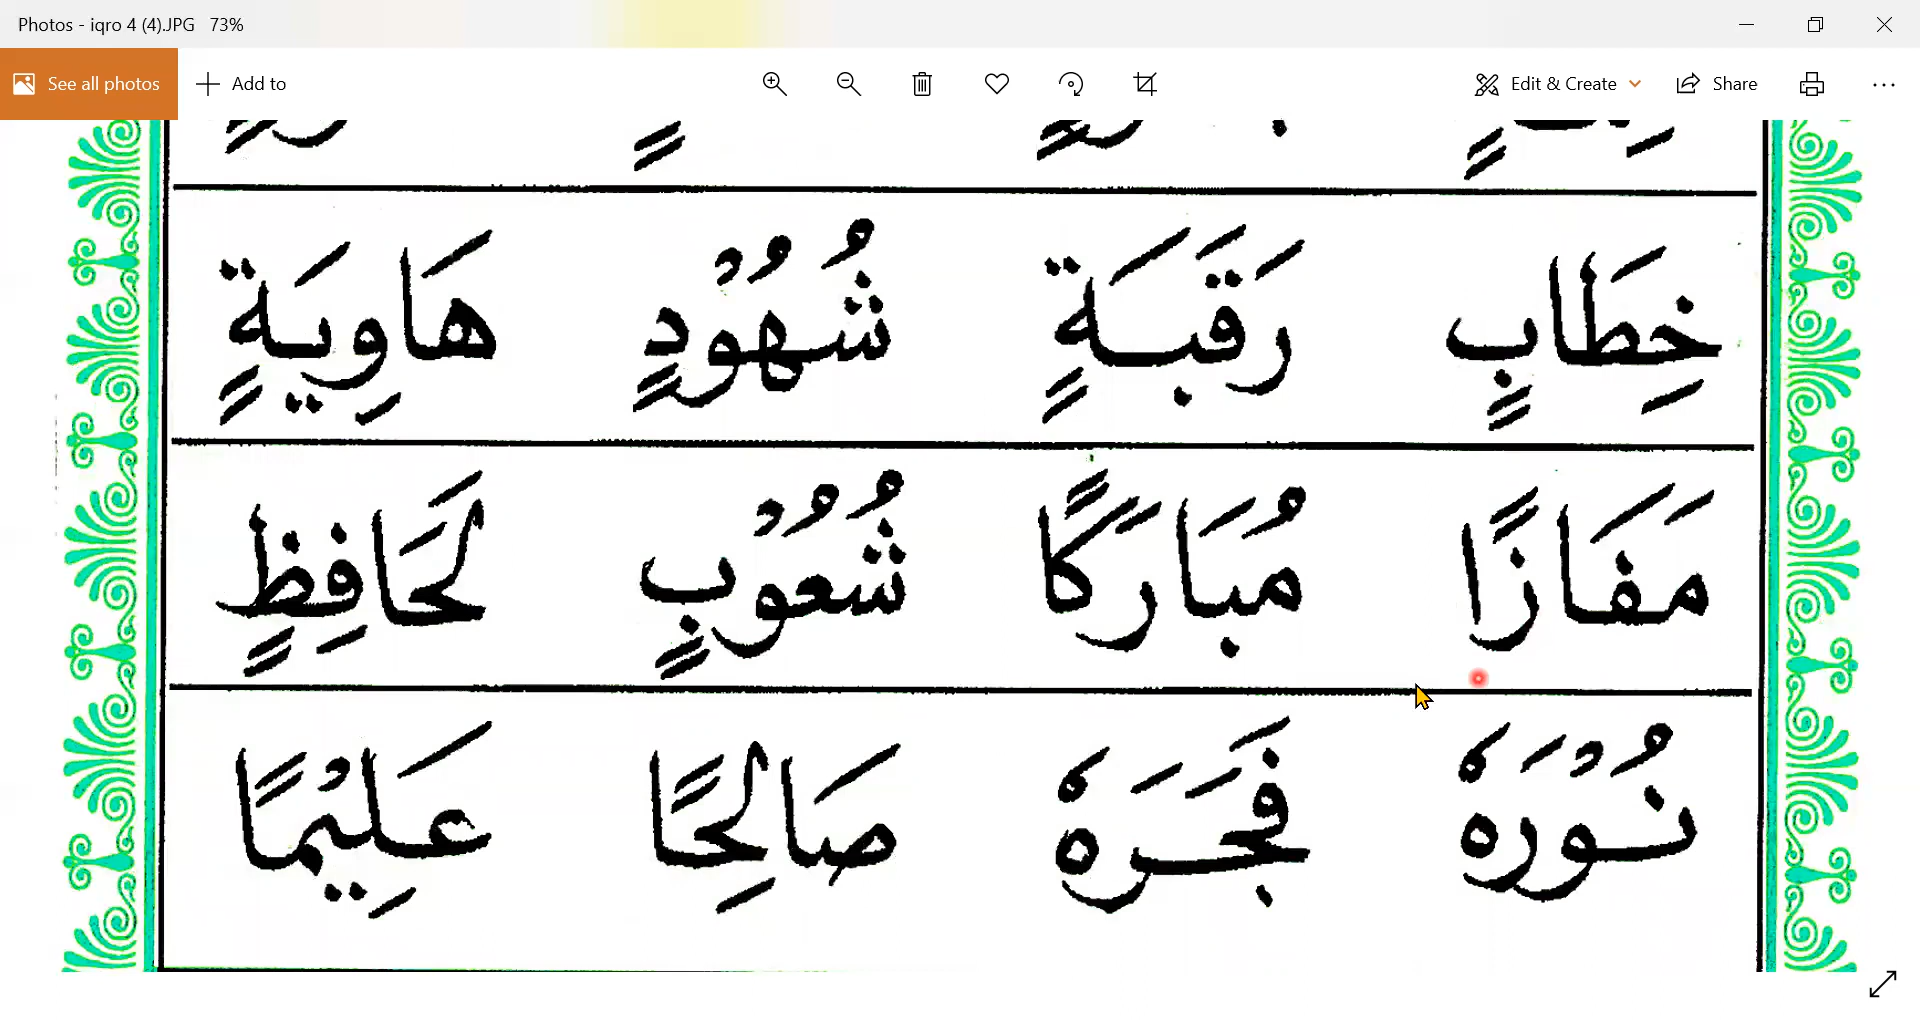 Photos - iqro 4 (4).JPG 73%
See all photos Add to Edit & Create Share
خِطَابٍ رَقَبَةٍ شُهُوْدٍ هَاوِيَةٍ
مَفَازًا مُبَارَكًا شُعُوْبٍ لَحَافِظٍ
نُوْرَهُ فَجَرَهُ صَالِحًا عَلِيْمًا